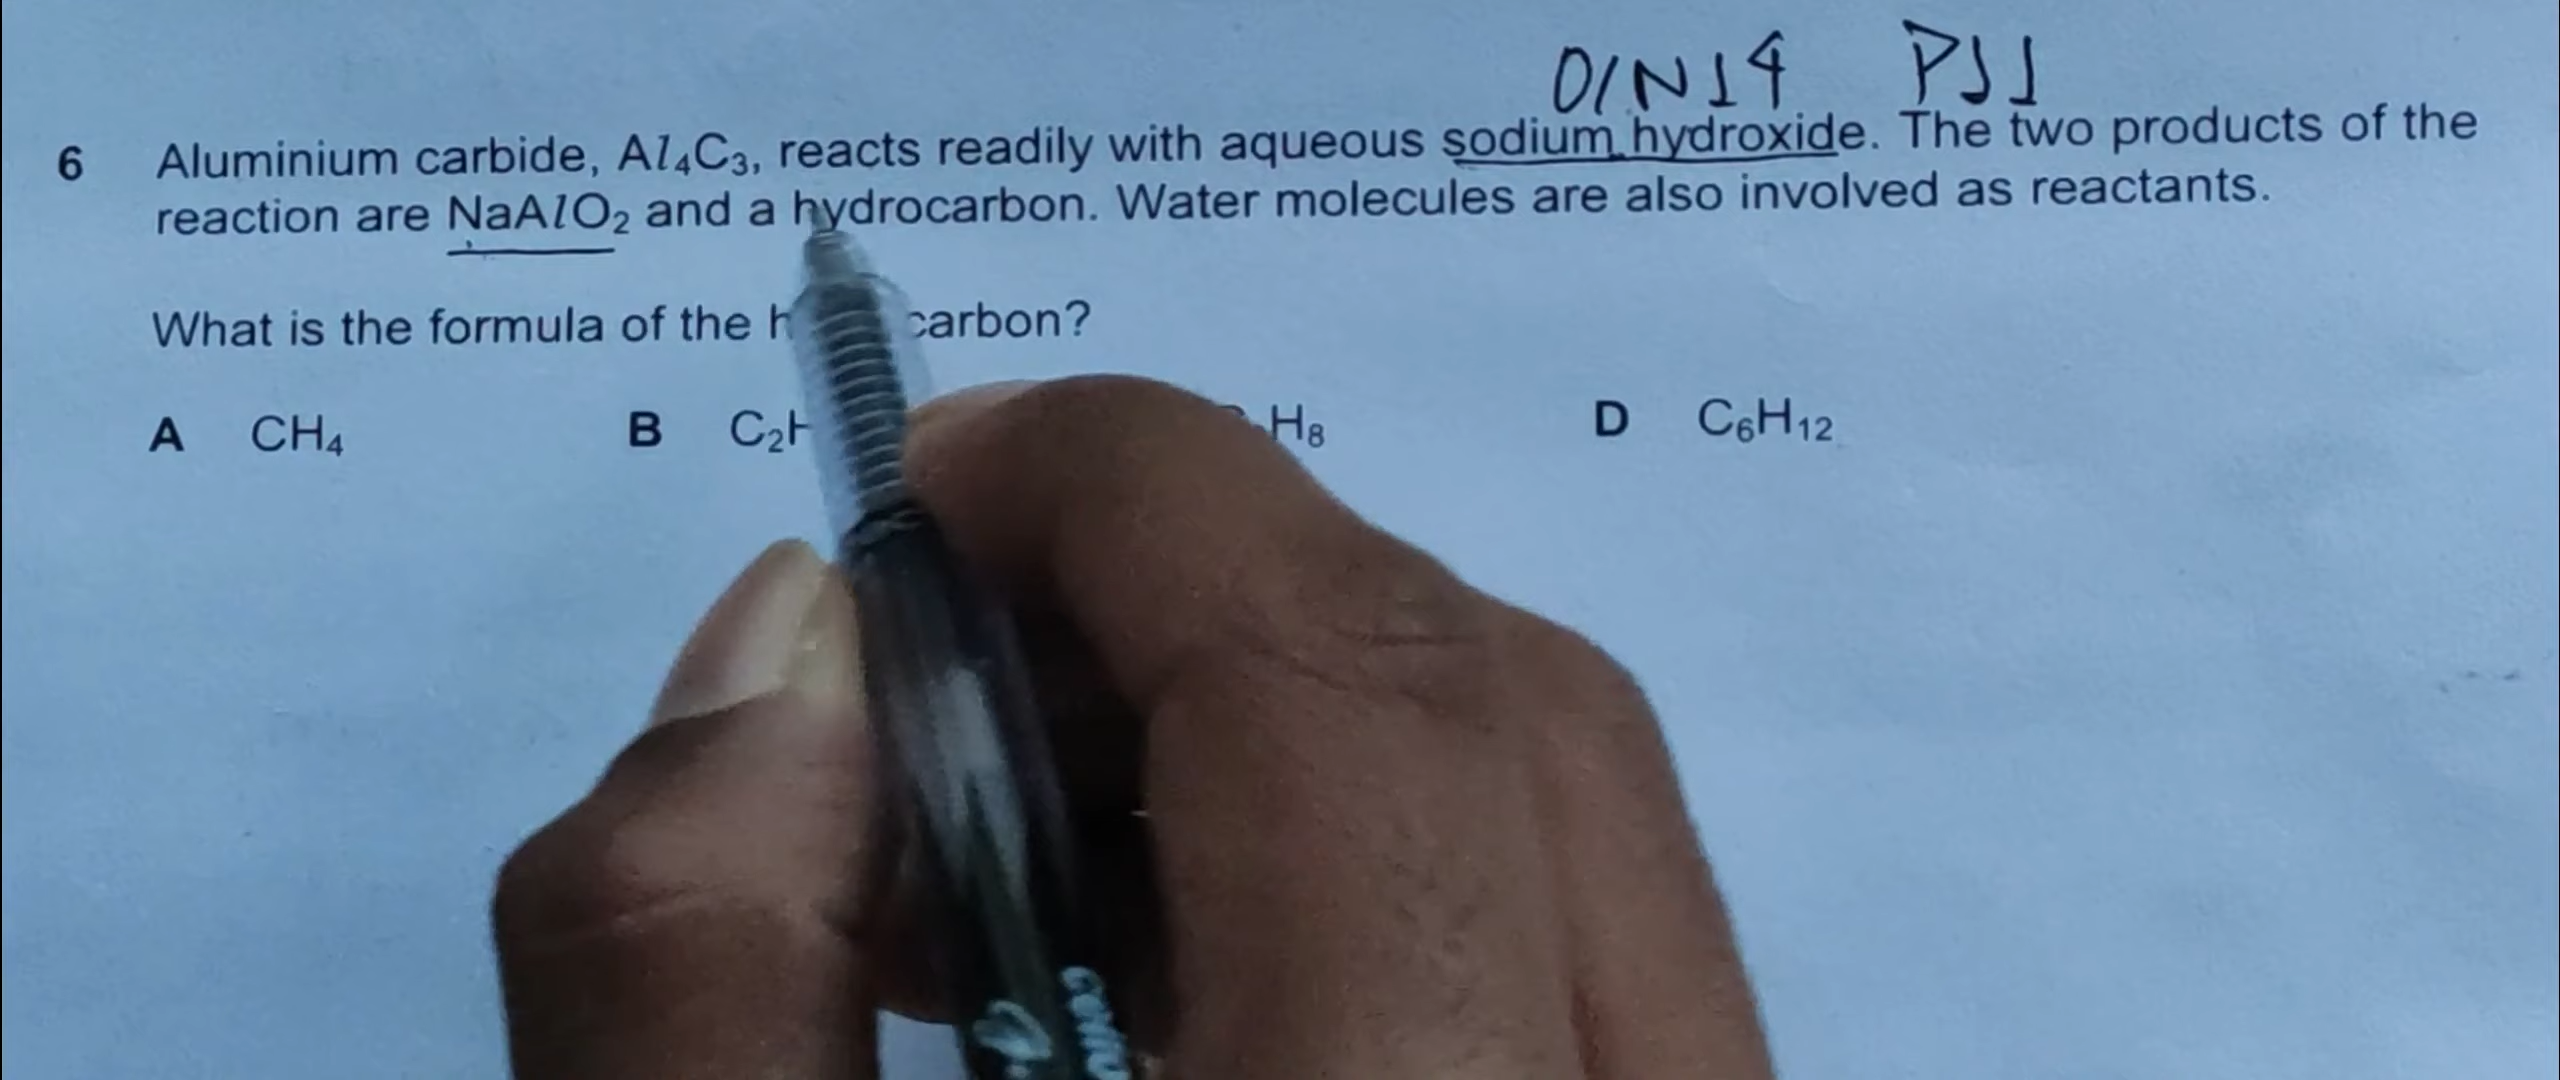 O/N14 P11
6 Aluminium carbide, Al₄C₃, reacts readily with aqueous sodium hydroxide. The two products of the
reaction are NaAlO₂ and a hydrocarbon. Water molecules are also involved as reactants.
What is the formula of the h carbon?
A CH₄ B C₂H H₈ D C₆H₁₂